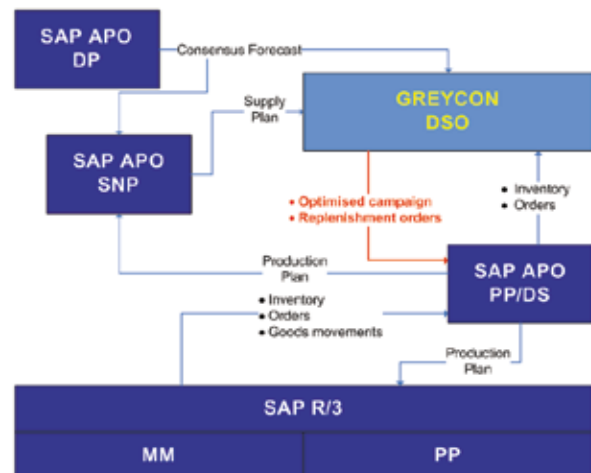 SAP APO
DP
Consensus Forecast
GREYCON
DSO
Supply
Plan
SAP APO
SNP
• Optimised campaign
• Replenishment orders
• Inventory
• Orders
Production
Plan
SAP APO
PP/DS
• Inventory
• Orders
• Goods movements
Production
Plan
SAP R/3
MM
PP